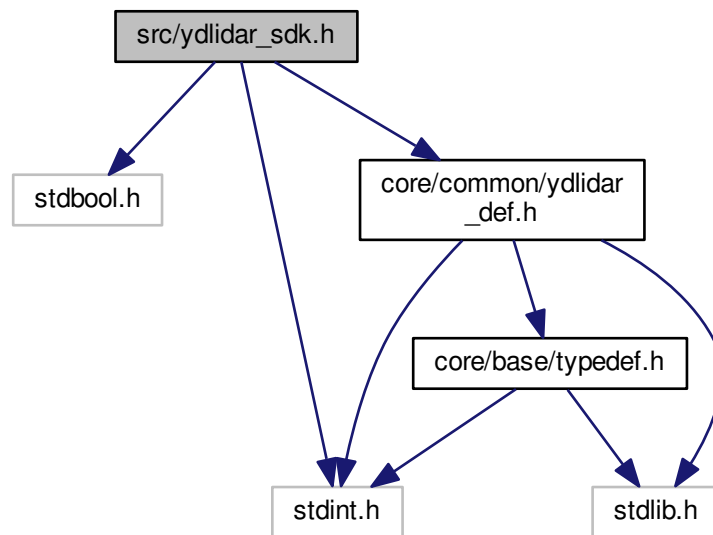 src/ydlidar_sdk.h
stdbool.h
core/common/ydlidar
_def.h
core/base/typedef.h
stdint.h
stdlib.h